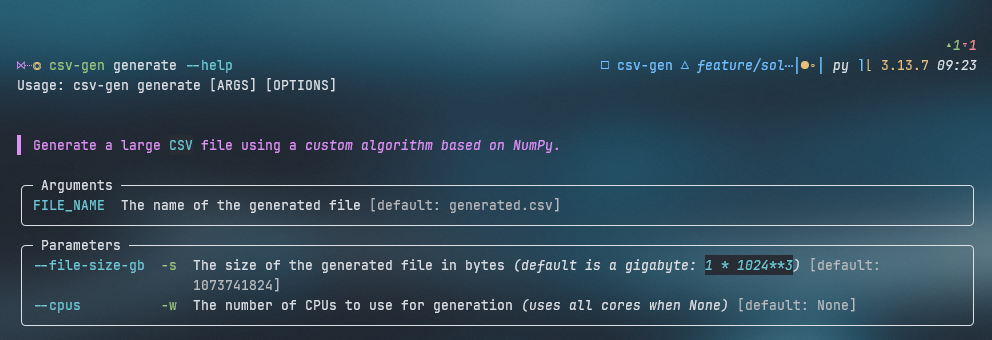 ▴1▿1
csv-gen generate --help
csv-gen △ feature/sol⋯ py 3.13.7 09:23
Usage: csv-gen generate [ARGS] [OPTIONS]
Generate a large CSV file using a custom algorithm based on NumPy.
Arguments
FILE_NAME The name of the generated file [default: generated.csv]
Parameters
--file-size-gb -s The size of the generated file in bytes (default is a gigabyte: 1 * 1024**3) [default:
1073741824]
--cpus -w The number of CPUs to use for generation (uses all cores when None) [default: None]